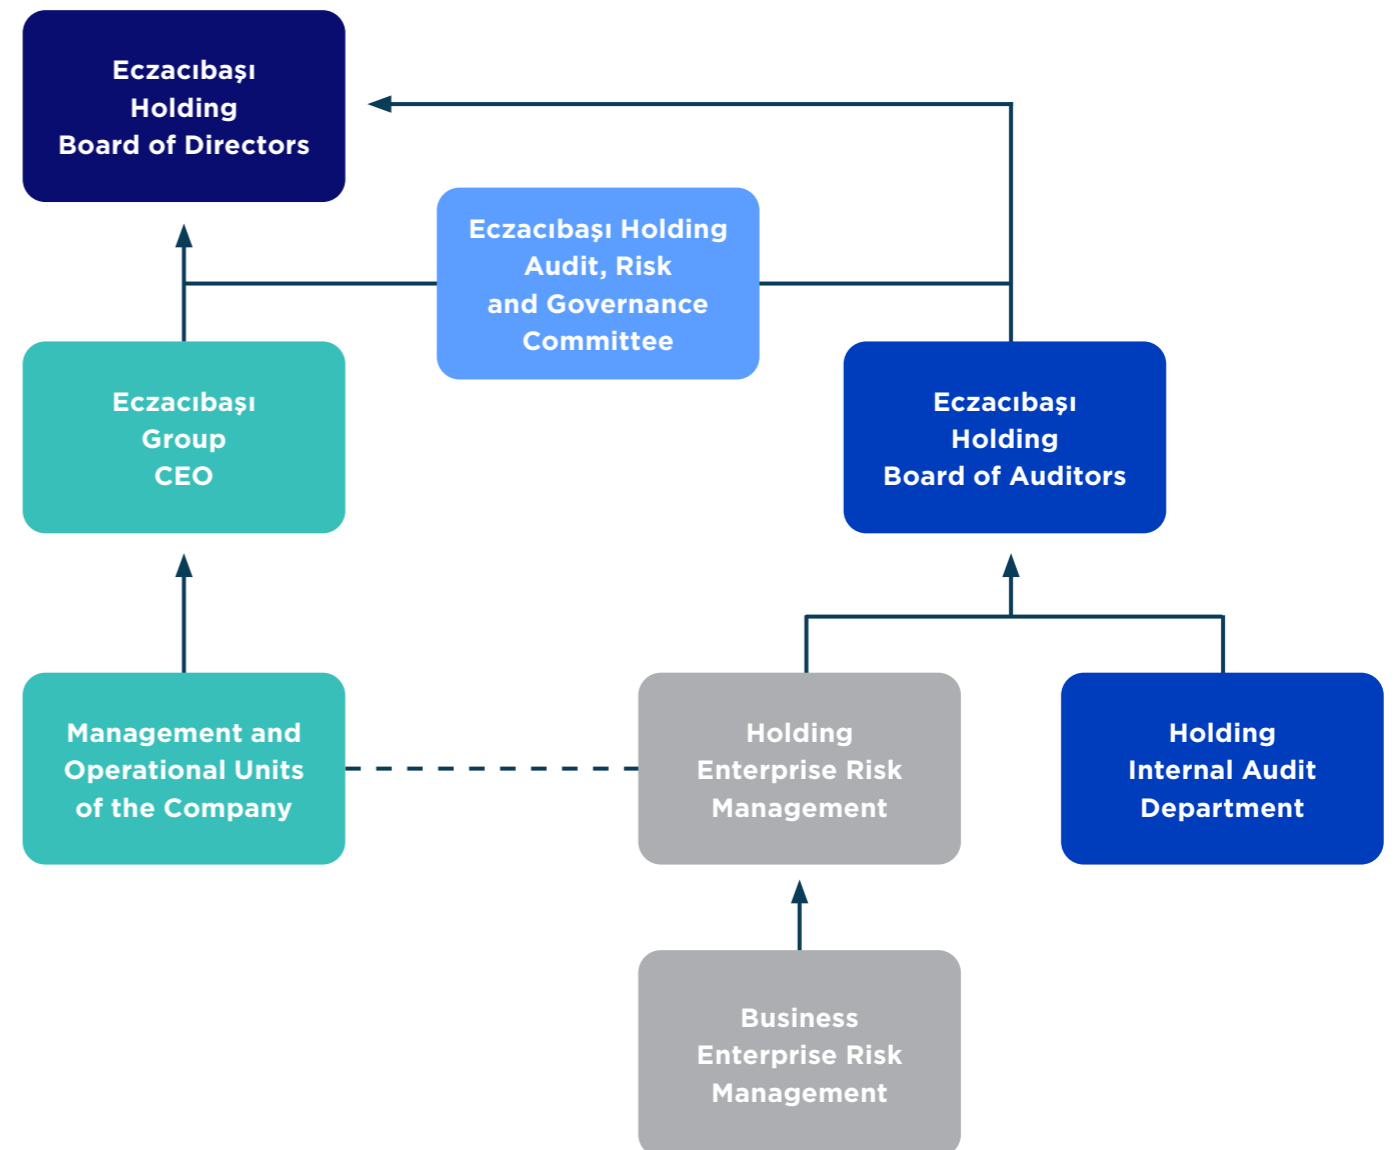 Eczacıbaşı
Holding
Board of Directors
Eczacıbaşı Holding
Audit, Risk
and Governance
Committee
Eczacıbaşı
Group
CEO
Eczacıbaşı
Holding
Board of Auditors
Management and
Operational Units
of the Company
Holding
Enterprise Risk
Management
Holding
Internal Audit
Department
Business
Enterprise Risk
Management